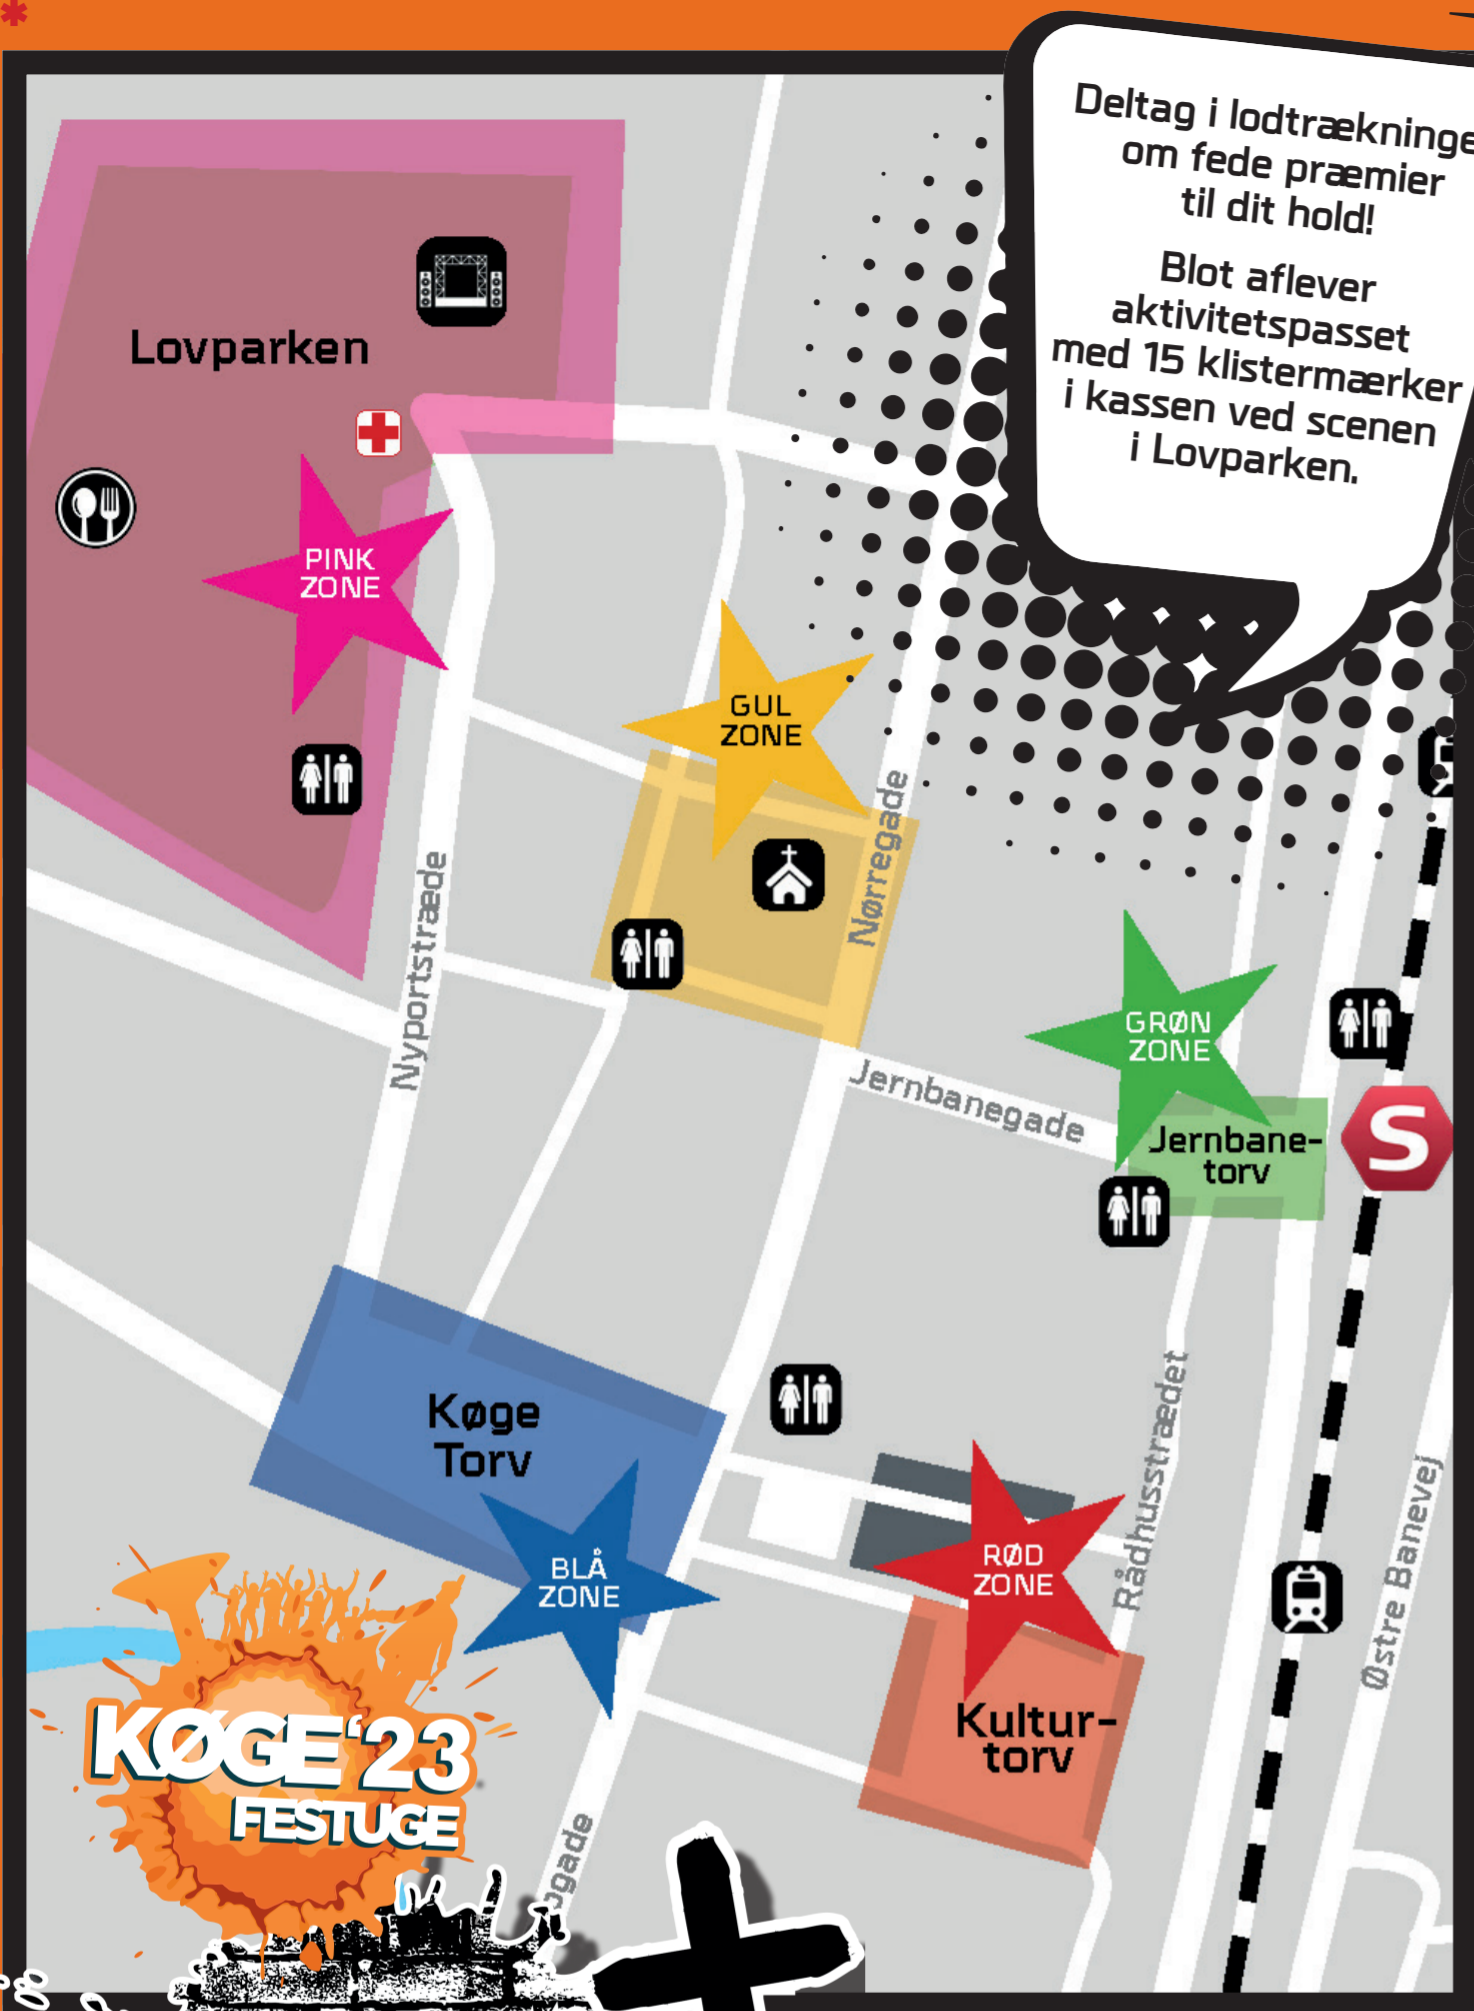 Deltag i lodtrækninge
om fede præmier
til dit hold!
Blot aflever
aktivitetspasset
med 15 klistermærker
i kassen ved scenen
i Lovparken.
Lovparken
PINK
ZONE
GUL
ZONE
Nørregade
Nyportstræde
GRØN
ZONE
Jernbanegade
Jernbane-
torv
S
Køge
Torv
BLÅ
ZONE
RØD
ZONE
Rådhusstrædet
Østre Banevej
Kultur-
torv
KØGE'23
FESTUGE
ogade